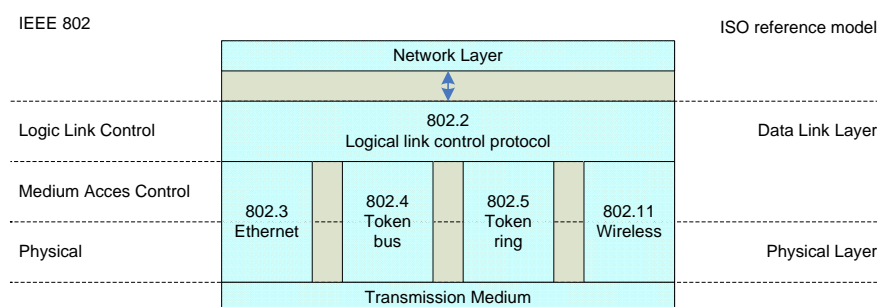 IEEE 802
ISO reference model
Network Layer
Logic Link Control
802.2
Logical link control protocol
Data Link Layer
Medium Acces Control
802.3
Ethernet
802.4
Token
bus
802.5
Token
ring
802.11
Wireless
Physical
Physical Layer
Transmission Medium